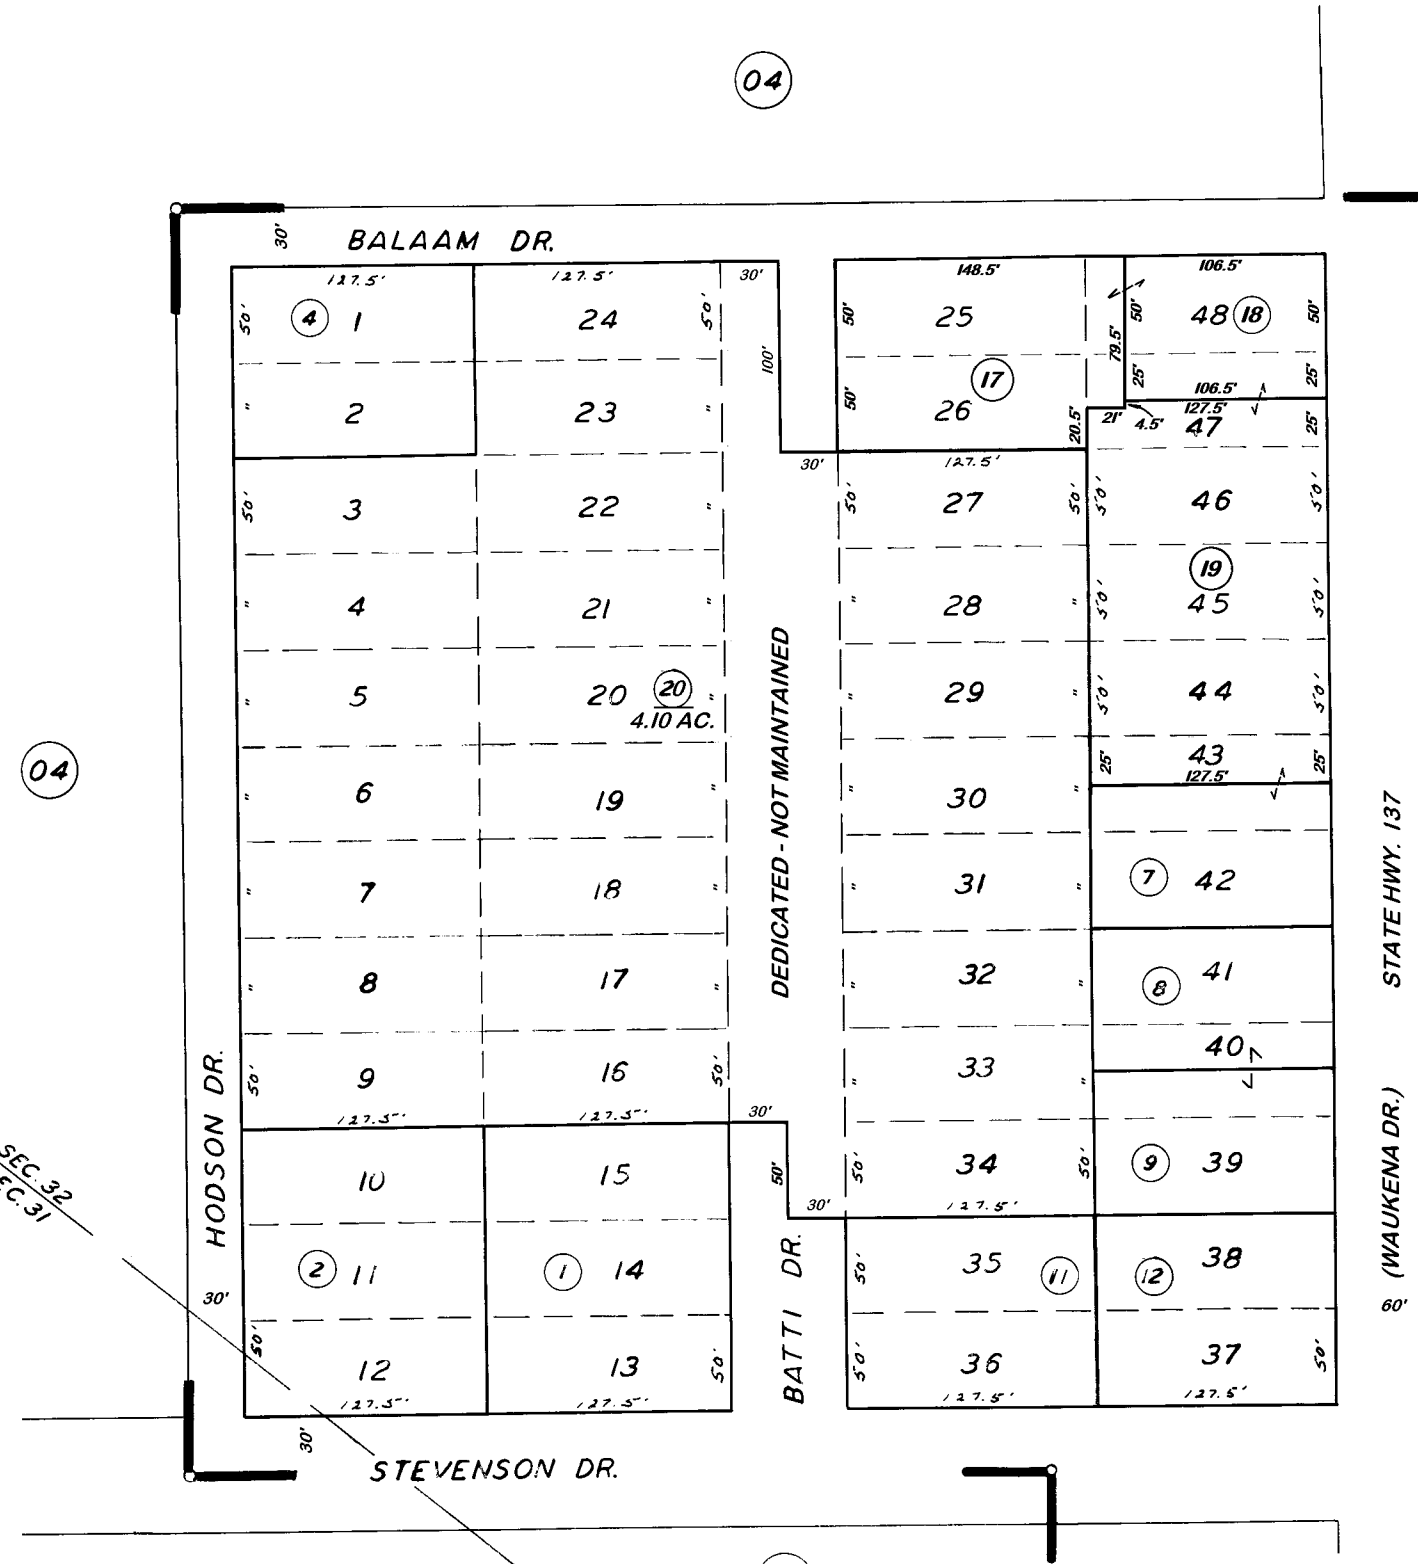 04
30'
BALAAM DR.
127.5' 127.5' 30' 148.5' 106.5'
50' 4 1 24 50' 50' 25 50' 48 18 50'
100' 79.5'
17 25' 25'
" 2 23 " 50' 26 106.5'
20.5' 21' 4.5' 127.5' 47 25'
30' 127.5'
50' 3 22 " 50' 27 50' 50' 46 50'
19
" 4 21 " " 28 " 50' 45 50'
" 5 20 20 " " 29 " 50' 44 50'
4.10 AC.
25' 43 25'
127.5'
04
" 6 19 " " 30 "
DEDICATED - NOT MAINTAINED
STATE HWY. 137
" 7 18 " " 31 " 7 42
" 8 17 " " 32 " 8 41
40
50' 9 16 50' " 33 "
127.5' 127.5' 30'
HODSON DR.
(WAUKENA DR.)
SEC. 32
SEC. 31
10 15 50' 50' 34 50' 9 39
30' 127.5'
2 11 1 14 50' 35 11 12 38
30' 60'
BATTI DR.
50' 12 13 50' 50' 36 37 50'
127.5' 127.5' 127.5' 127.5'
30'
STEVENSON DR.